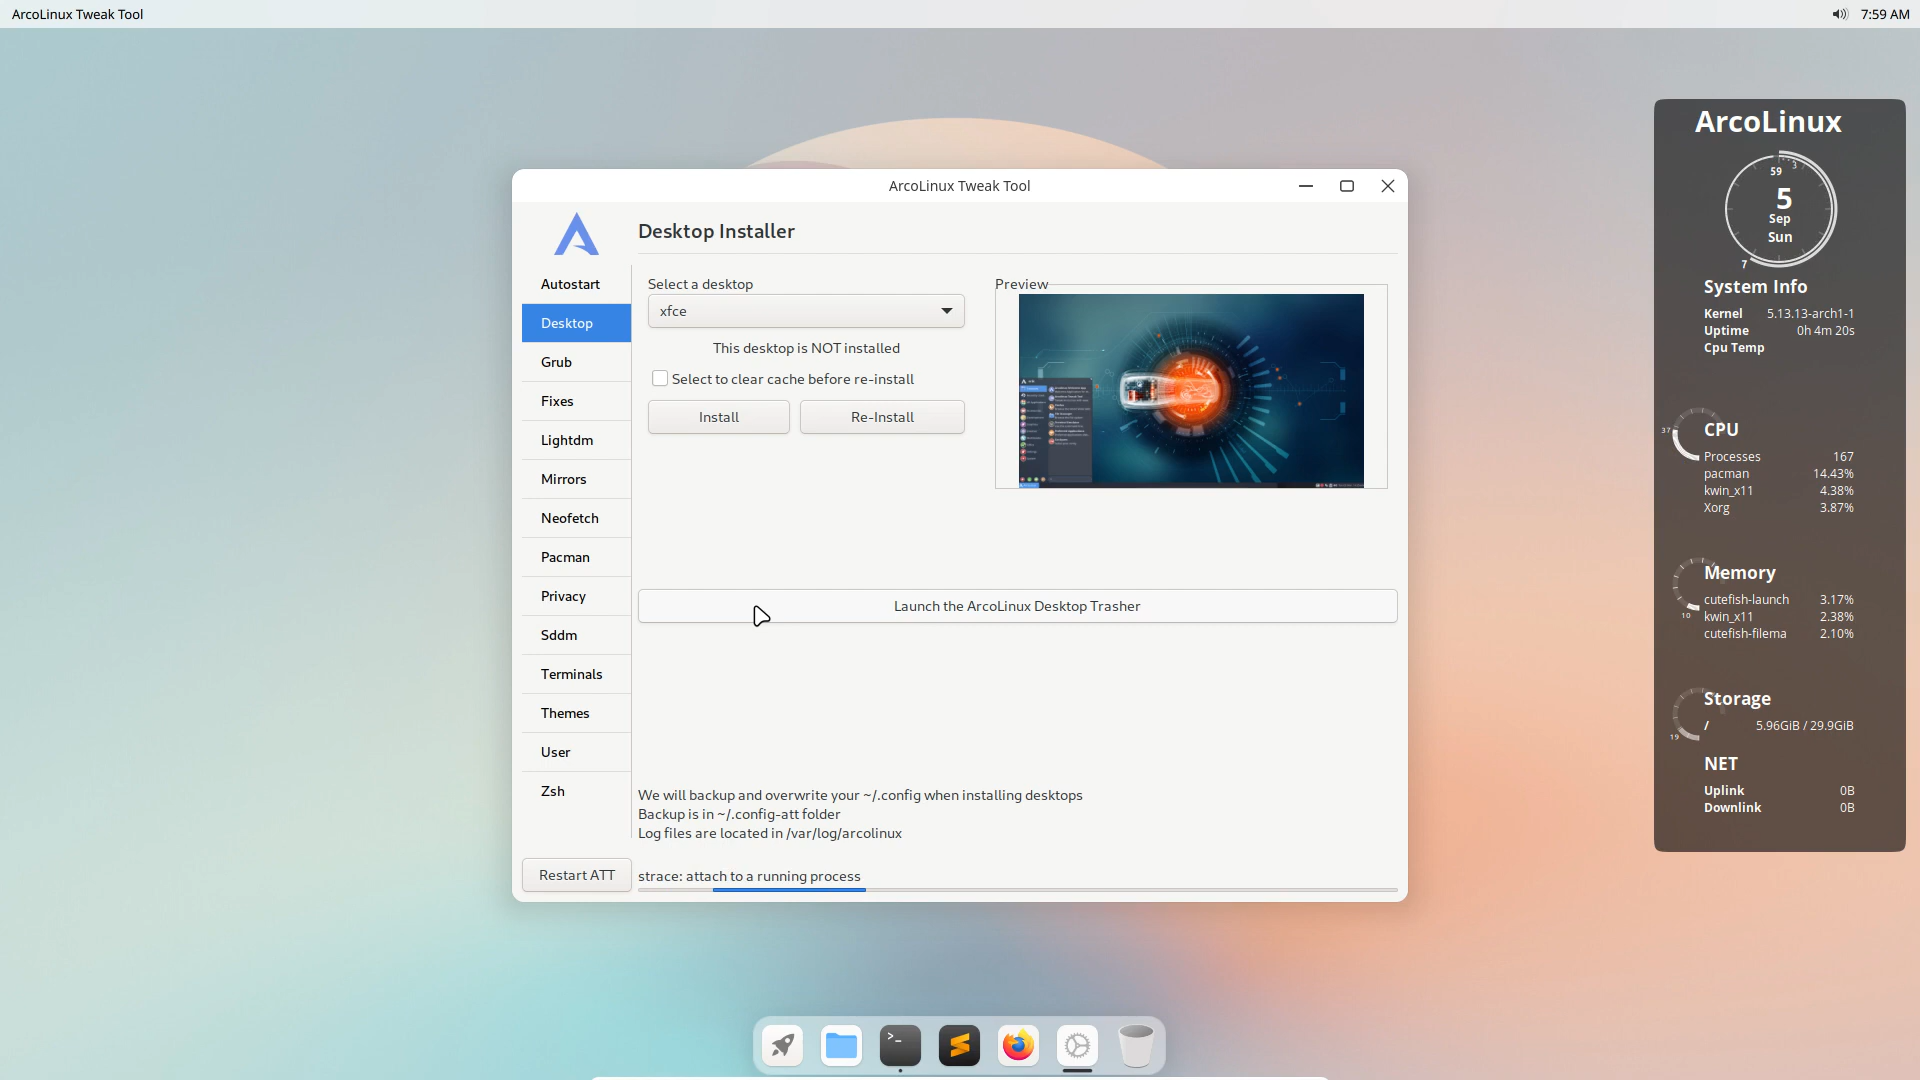 ArcoLinux Tweak Tool
7:59 AM
ArcoLinux Tweak Tool
Desktop Installer
Autostart
Desktop
Grub
Fixes
Lightdm
Mirrors
Neofetch
Pacman
Privacy
Sddm
Terminals
Themes
User
Zsh
Restart ATT
Select a desktop
xfce
This desktop is NOT installed
Select to clear cache before re-install
Install
Re-Install
Preview
Launch the ArcoLinux Desktop Trasher
We will backup and overwrite your ~/.config when installing desktops
Backup is in ~/.config-att folder
Log files are located in /var/log/arcolinux
strace: attach to a running process
>_
ArcoLinux
59 3
5
Sep
Sun
7
System Info
Kernel 5.13.13-arch1-1
Uptime 0h 4m 20s
Cpu Temp
37
CPU
Processes 167
pacman 14.43%
kwin_x11 4.38%
Xorg 3.87%
Memory
cutefish-launch 3.17%
10 kwin_x11 2.38%
cutefish-filema 2.10%
Storage
/ 5.96GiB / 29.9GiB
19
NET
Uplink 0B
Downlink 0B